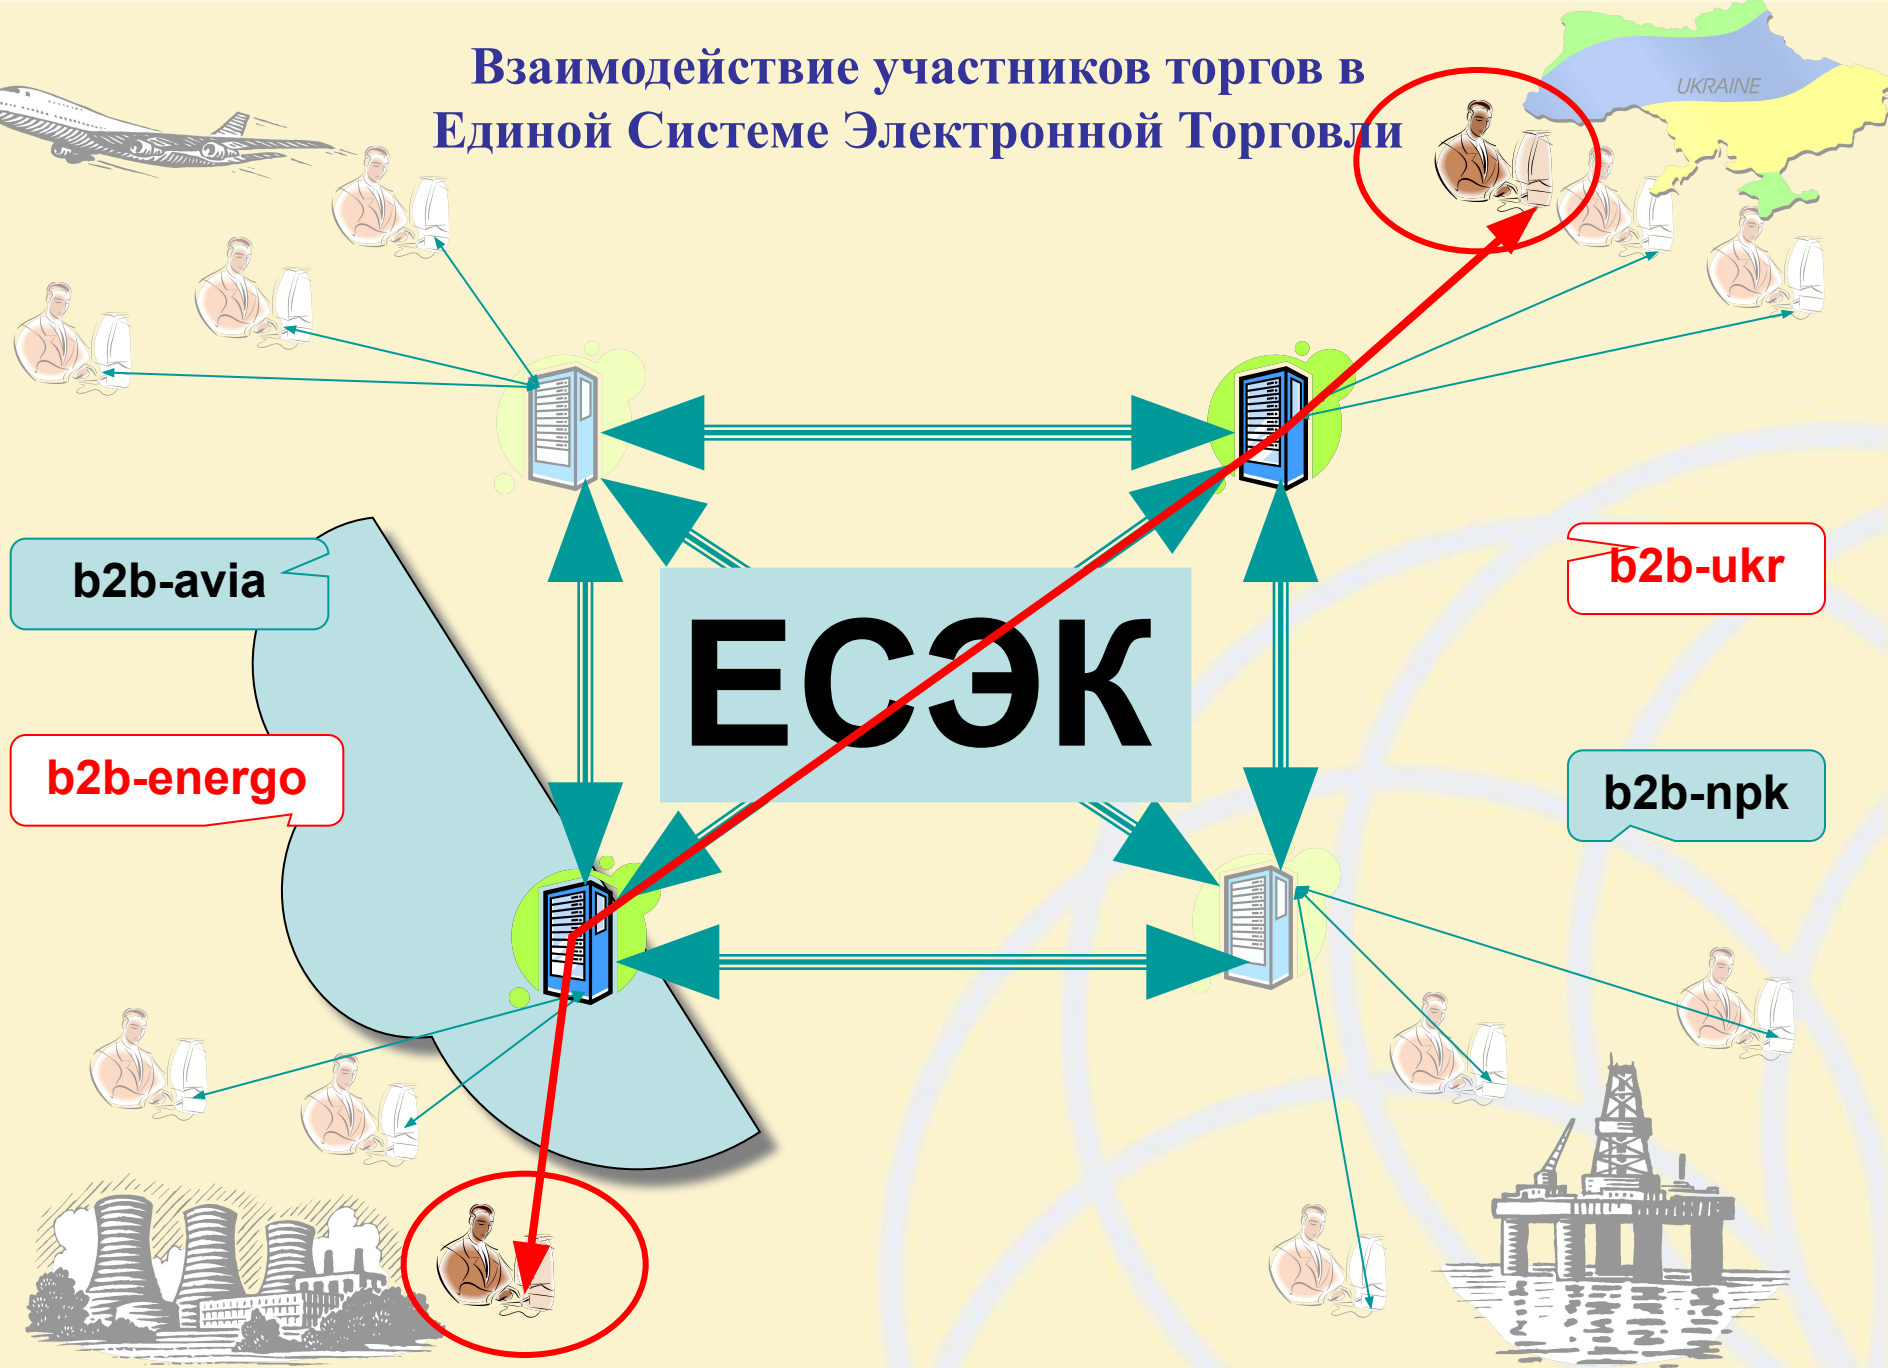 Взаимодействие участников торгов в
Единой Системе Электронной Торговли
UKRAINE
b2b-avia
b2b-ukr
ЕСЭК
b2b-energo
b2b-npk